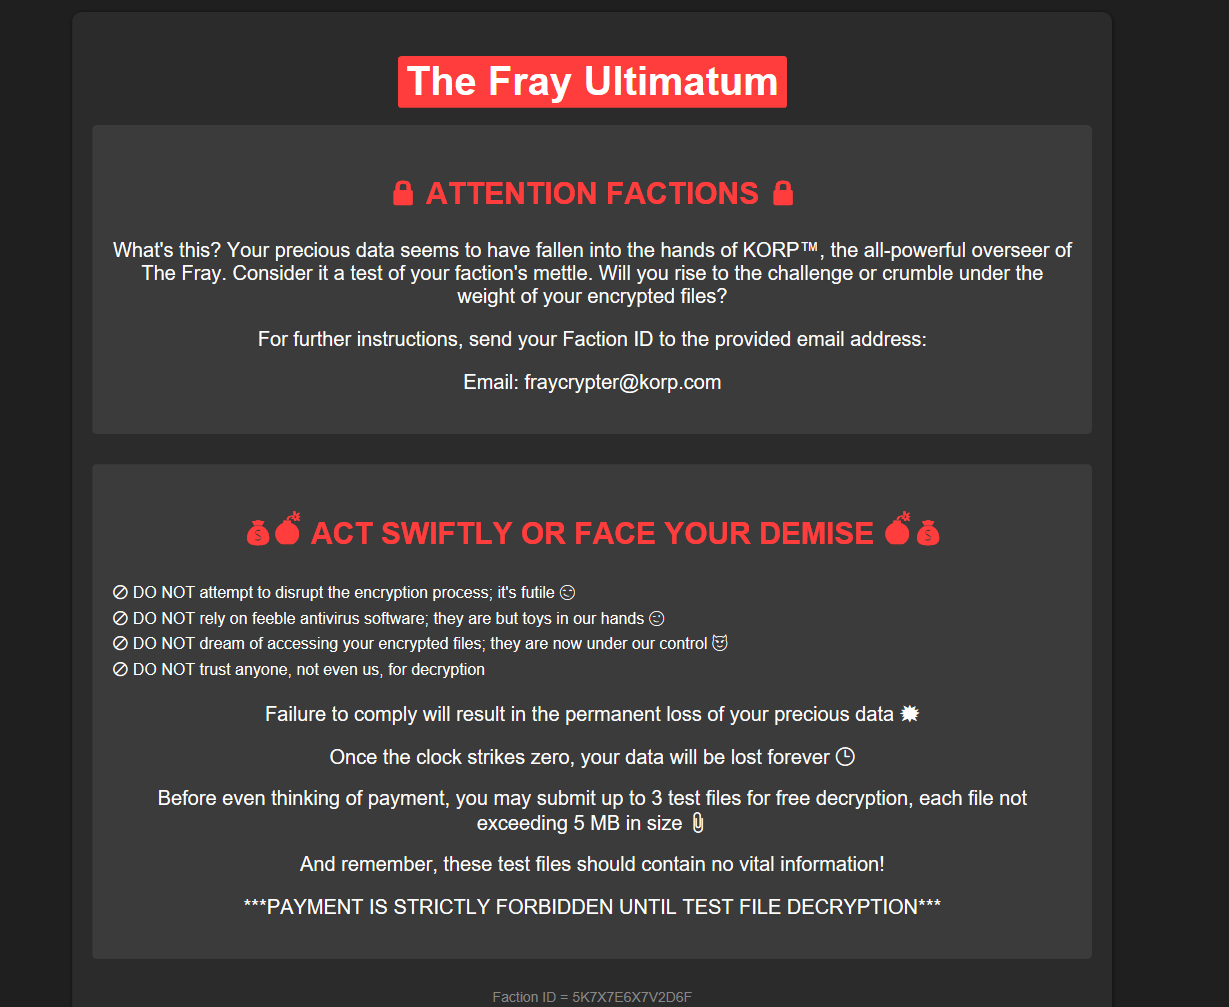 The Fray Ultimatum
🔒 ATTENTION FACTIONS 🔒
What's this? Your precious data seems to have fallen into the hands of KORP™, the all-powerful overseer of
The Fray. Consider it a test of your faction's mettle. Will you rise to the challenge or crumble under the
weight of your encrypted files?
For further instructions, send your Faction ID to the provided email address:
Email: fraycrypter@korp.com
💰💣 ACT SWIFTLY OR FACE YOUR DEMISE 💣💰
🚫 DO NOT attempt to disrupt the encryption process; it's futile 😏
🚫 DO NOT rely on feeble antivirus software; they are but toys in our hands 😏
🚫 DO NOT dream of accessing your encrypted files; they are now under our control 😈
🚫 DO NOT trust anyone, not even us, for decryption
Failure to comply will result in the permanent loss of your precious data 💥
Once the clock strikes zero, your data will be lost forever 🕒
Before even thinking of payment, you may submit up to 3 test files for free decryption, each file not
exceeding 5 MB in size 📎
And remember, these test files should contain no vital information!
***PAYMENT IS STRICTLY FORBIDDEN UNTIL TEST FILE DECRYPTION***
Faction ID = 5K7X7E6X7V2D6F